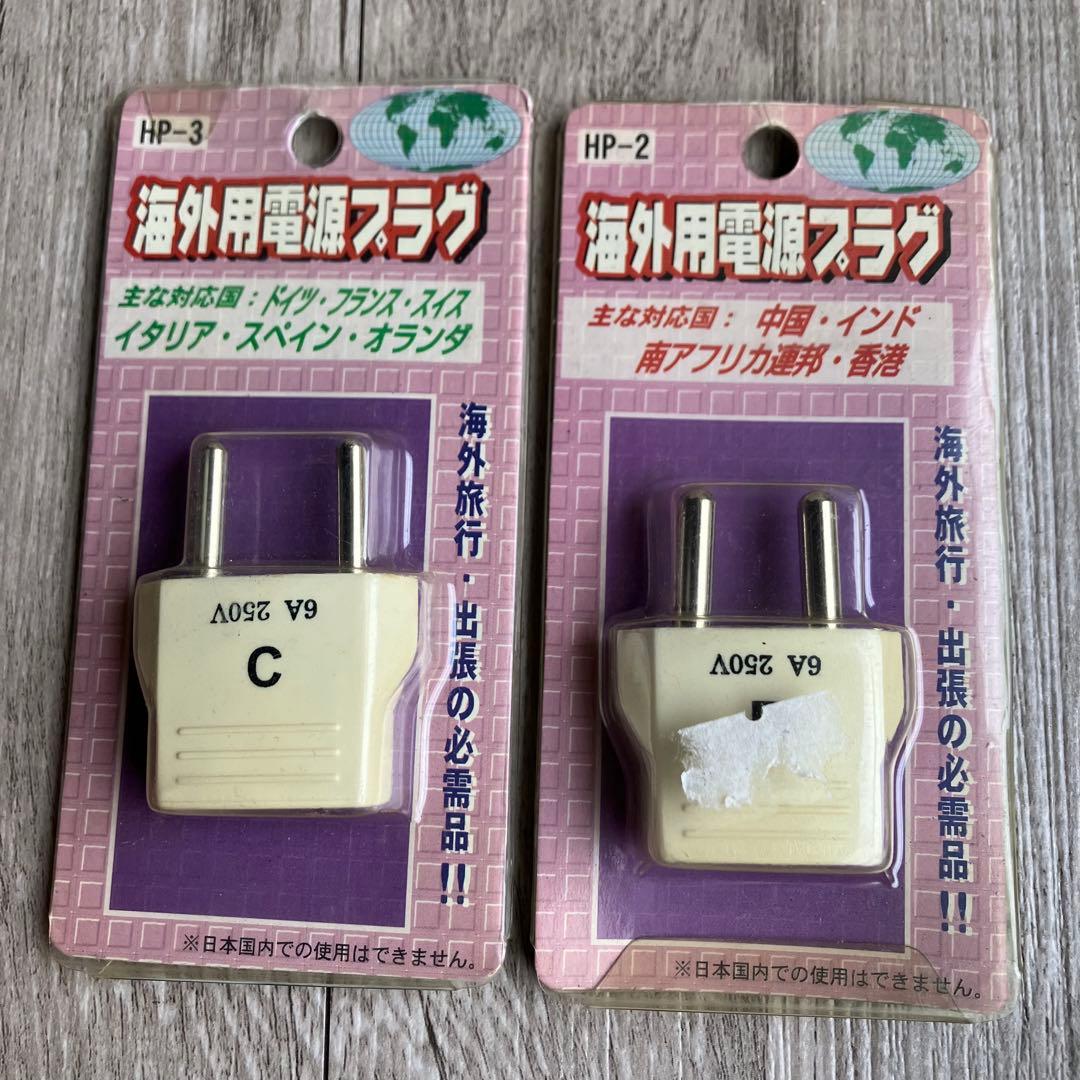 HP-3
海外用電源プラグ
主な対応国：ドイツ・フランス・スイス
イタリア・スペイン・オランダ
6A 250V
C
海外旅行・出張の必需品!!
※日本国内での使用はできません。
HP-2
海外用電源プラグ
主な対応国： 中国・インド
南アフリカ連邦・香港
6A 250V
海外旅行・出張の必需品!!
※日本国内での使用はできません。